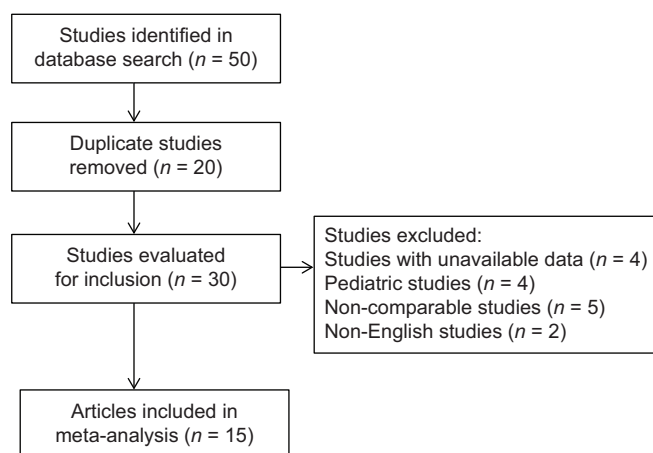 Studies identified in
database search (n = 50)
Duplicate studies
removed (n = 20)
Studies evaluated
for inclusion (n = 30)
Studies excluded:
Studies with unavailable data (n = 4)
Pediatric studies (n = 4)
Non-comparable studies (n = 5)
Non-English studies (n = 2)
Articles included in
meta-analysis (n = 15)